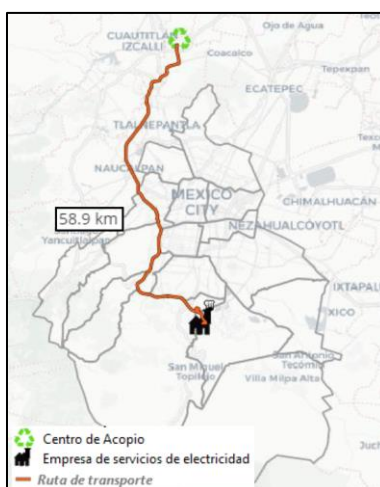 Ojo de Agua
CUAUTITLÁN
IZCALLI
Coacalco
Tepexpan
ECATEPEC
TLALNEPANTLA
NAUCALPAN
MEXICO
CITY
CHIMALHUACÁN
NEZAHUALCÓYOTL
58.9 km
Yancuitlalpan
IXTAPALU
XICO
San Miguel
Topilejo
San Antonio
Tecómitl
Villa Milpa Alta
Centro de Acopio
Empresa de servicios de electricidad
Ruta de transporte